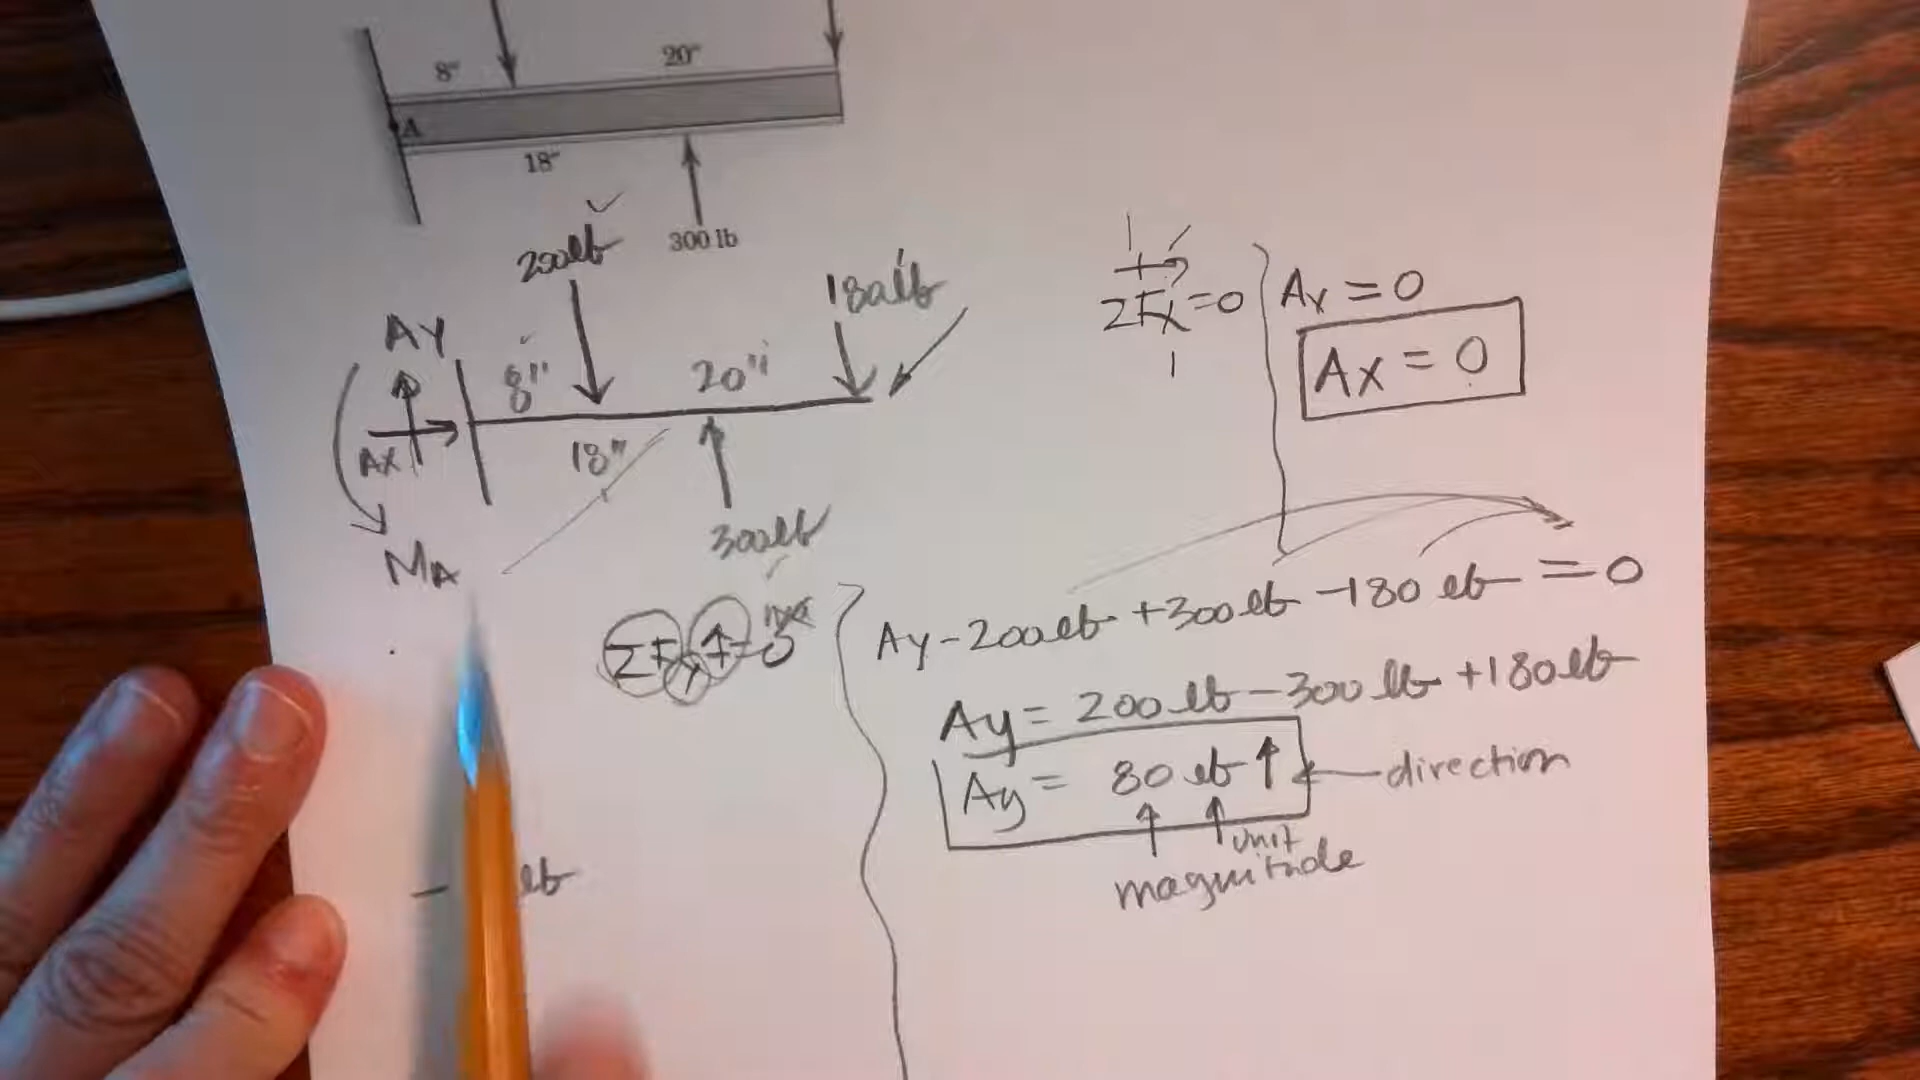 8" 20"
A
18"
300 lb
200lb
180lb
Ay
8" 20"
Ax 18"
300lb
MA
ΣFx=0 Ax = 0
Ax = 0
ΣFy↑=0 Ay-200lb+300lb-180lb=0
Ay= 200lb-300lb+180lb
Ay= 80lb↑ direction
unit
magnitude
lb